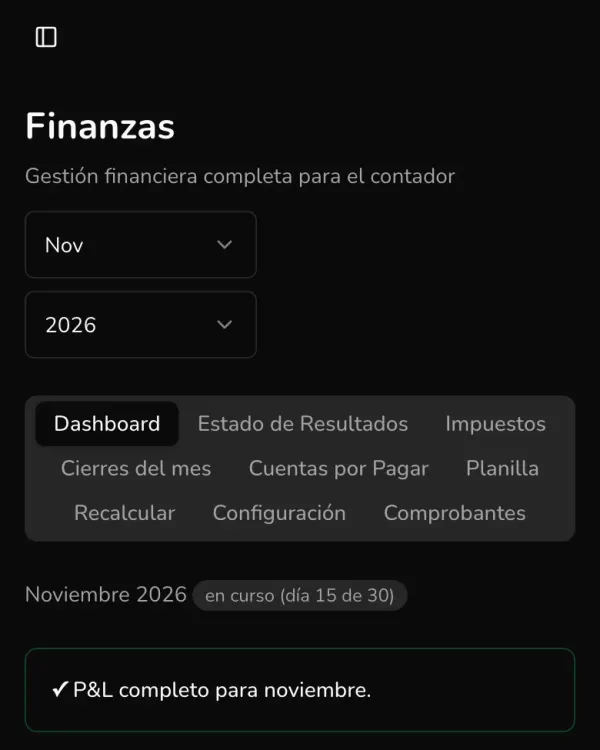 Finanzas
Gestión financiera completa para el contador
Nov
2026
Dashboard Estado de Resultados Impuestos
Cierres del mes Cuentas por Pagar Planilla
Recalcular Configuración Comprobantes
Noviembre 2026 en curso (día 15 de 30)
✓ P&L completo para noviembre.